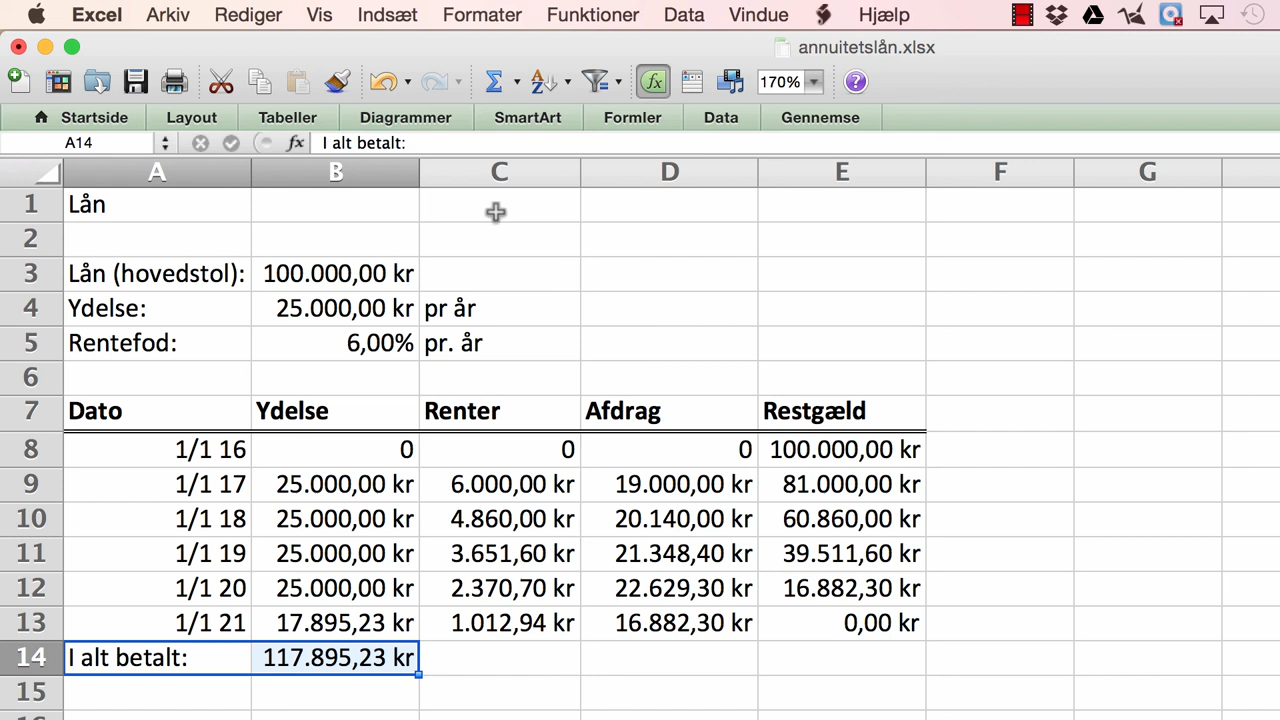 Excel Arkiv Rediger Vis Indsæt Formater Funktioner Data Vindue Hjælp
annuitetslån.xlsx
fx 170% ?
Startside Layout Tabeller Diagrammer SmartArt Formler Data Gennemse
A14 fx I alt betalt:
A B C D E F G
1 Lån
2
3 Lån (hovedstol): 100.000,00 kr
4 Ydelse: 25.000,00 kr pr år
5 Rentefod: 6,00% pr. år
6
7 Dato Ydelse Renter Afdrag Restgæld
8 1/1 16 0 0 0 100.000,00 kr
9 1/1 17 25.000,00 kr 6.000,00 kr 19.000,00 kr 81.000,00 kr
10 1/1 18 25.000,00 kr 4.860,00 kr 20.140,00 kr 60.860,00 kr
11 1/1 19 25.000,00 kr 3.651,60 kr 21.348,40 kr 39.511,60 kr
12 1/1 20 25.000,00 kr 2.370,70 kr 22.629,30 kr 16.882,30 kr
13 1/1 21 17.895,23 kr 1.012,94 kr 16.882,30 kr 0,00 kr
14 I alt betalt: 117.895,23 kr
15